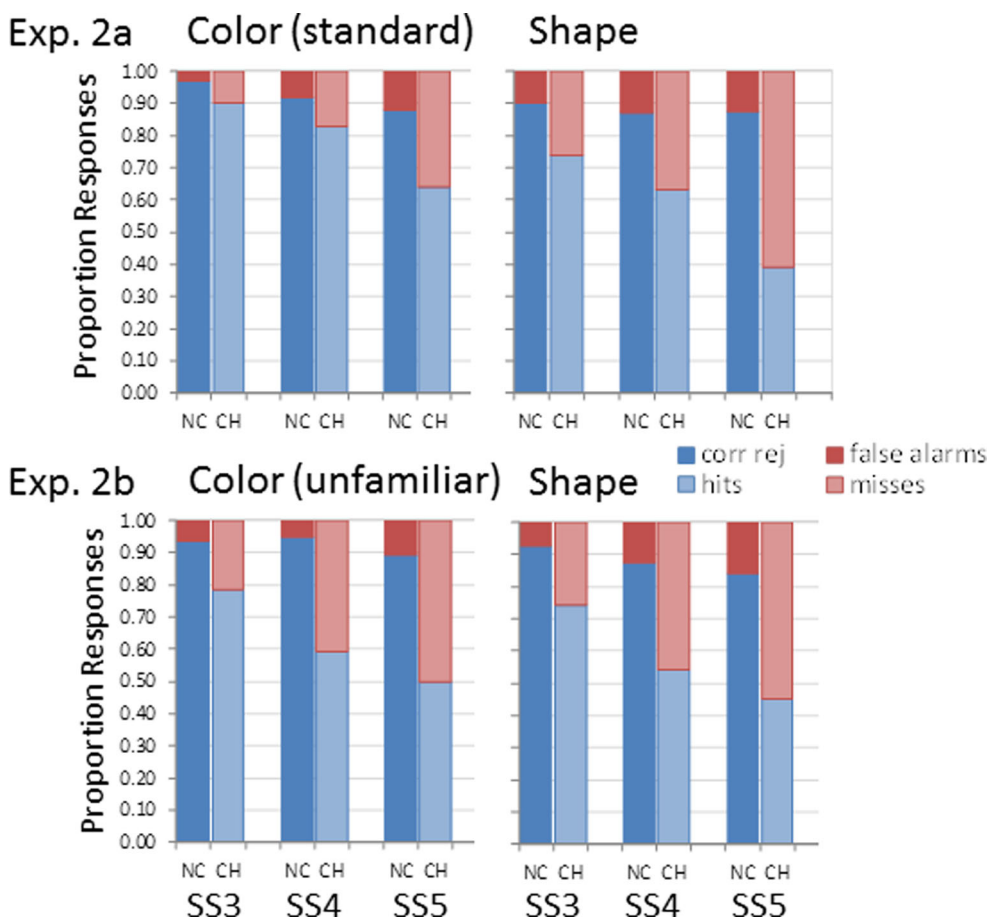 Exp. 2a Color (standard) Shape
Proportion Responses
1.00
0.90
0.80
0.70
0.60
0.50
0.40
0.30
0.20
0.10
0.00
NC CH NC CH NC CH NC CH NC CH NC CH
corr rej false alarms
hits misses
Exp. 2b Color (unfamiliar) Shape
Proportion Responses
1.00
0.90
0.80
0.70
0.60
0.50
0.40
0.30
0.20
0.10
0.00
NC CH NC CH NC CH NC CH NC CH NC CH
SS3 SS4 SS5 SS3 SS4 SS5